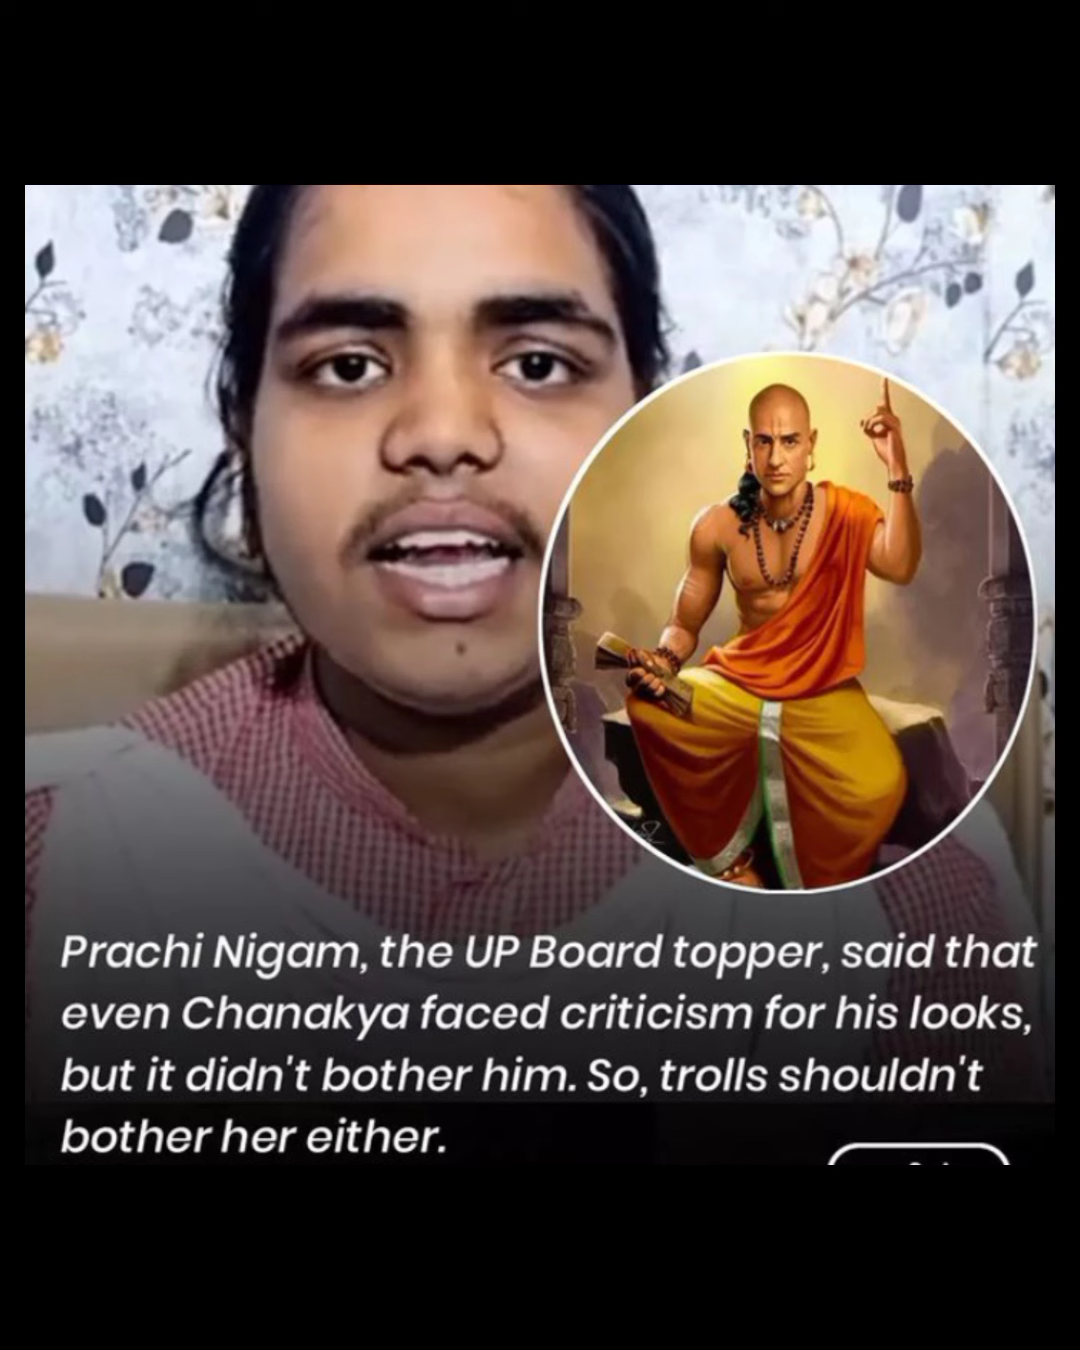 Prachi Nigam, the UP Board topper, said that
even Chanakya faced criticism for his looks,
but it didn't bother him. So, trolls shouldn't
bother her either.